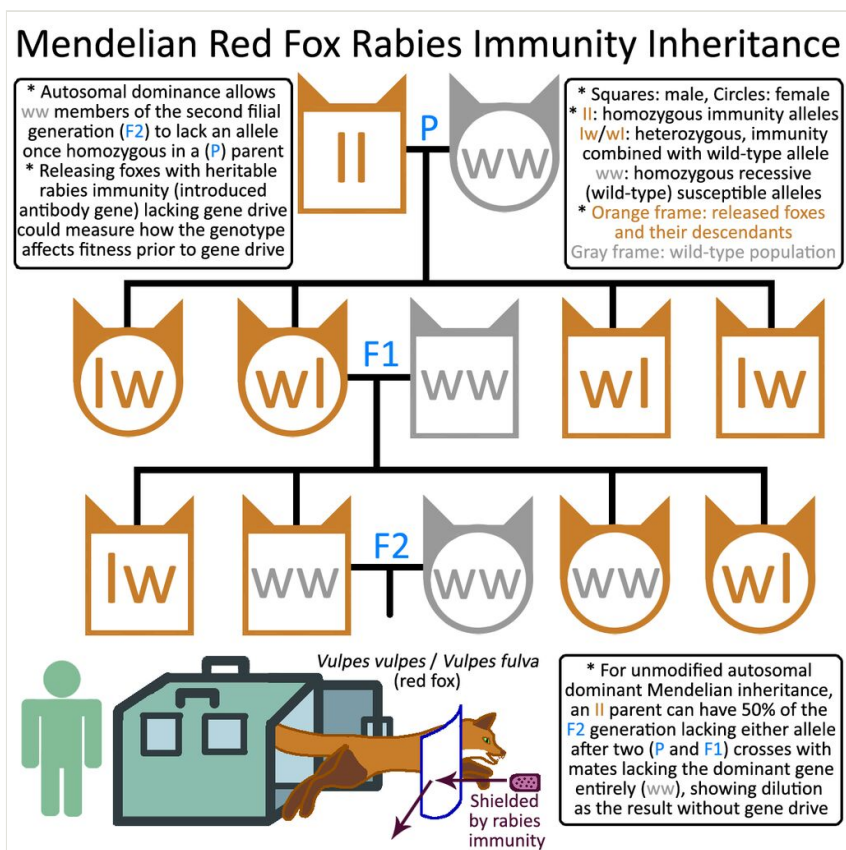 Mendelian Red Fox Rabies Immunity Inheritance
* Autosomal dominance allows
ww members of the second filial
generation (F2) to lack an allele
once homozygous in a (P) parent
* Releasing foxes with heritable
rabies immunity (introduced
antibody gene) lacking gene drive
could measure how the genotype
affects fitness prior to gene drive
II
P
ww
* Squares: male, Circles: female
* II: homozygous immunity alleles
Iw/wI: heterozygous, immunity
combined with wild-type allele
ww: homozygous recessive
(wild-type) susceptible alleles
* Orange frame: released foxes
and their descendants
Gray frame: wild-type population
Iw
wI
F1
ww
wI
Iw
Iw
ww
F2
ww
ww
wI
Vulpes vulpes / Vulpes fulva
(red fox)
Shielded
by rabies
immunity
* For unmodified autosomal
dominant Mendelian inheritance,
an II parent can have 50% of the
F2 generation lacking either allele
after two (P and F1) crosses with
mates lacking the dominant gene
entirely (ww), showing dilution
as the result without gene drive